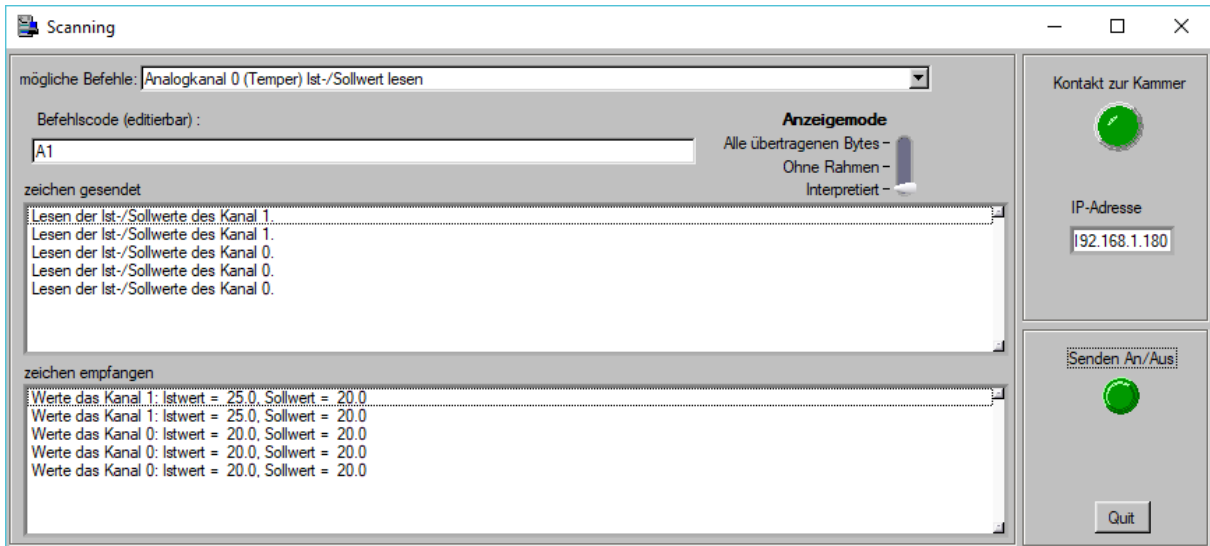 Scanning
mögliche Befehle: Analogkanal 0 (Temper) Ist-/Sollwert lesen
Befehlscode (editierbar) :
A1
Anzeigemode
Alle übertragenen Bytes
Ohne Rahmen
Interpretiert
zeichen gesendet
Lesen der Ist-/Sollwerte des Kanal 1.
Lesen der Ist-/Sollwerte des Kanal 1.
Lesen der Ist-/Sollwerte des Kanal 0.
Lesen der Ist-/Sollwerte des Kanal 0.
Lesen der Ist-/Sollwerte des Kanal 0.
zeichen empfangen
Werte das Kanal 1: Istwert = 25.0, Sollwert = 20.0
Werte das Kanal 1: Istwert = 25.0, Sollwert = 20.0
Werte das Kanal 0: Istwert = 20.0, Sollwert = 20.0
Werte das Kanal 0: Istwert = 20.0, Sollwert = 20.0
Werte das Kanal 0: Istwert = 20.0, Sollwert = 20.0
Kontakt zur Kammer
IP-Adresse
192.168.1.180
Senden An/Aus
Quit